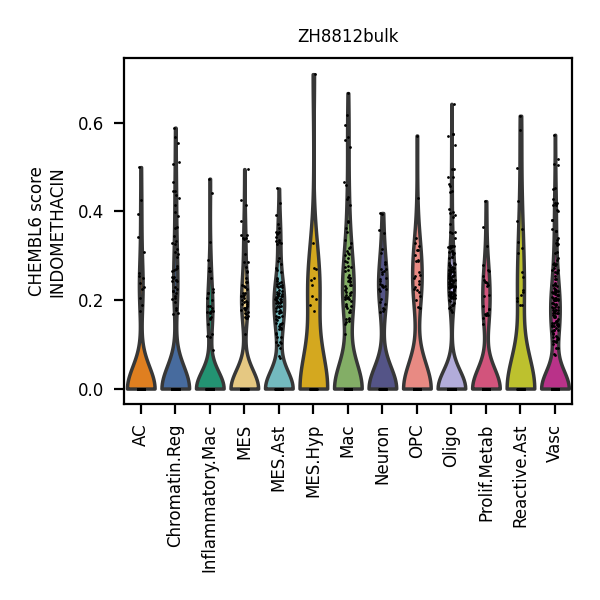 ZH8812bulk
CHEMBL6 score
INDOMETHACIN
0.6
0.4
0.2
0.0
AC
Chromatin.Reg
Inflammatory.Mac
MES
MES.Ast
MES.Hyp
Mac
Neuron
OPC
Oligo
Prolif.Metab
Reactive.Ast
Vasc